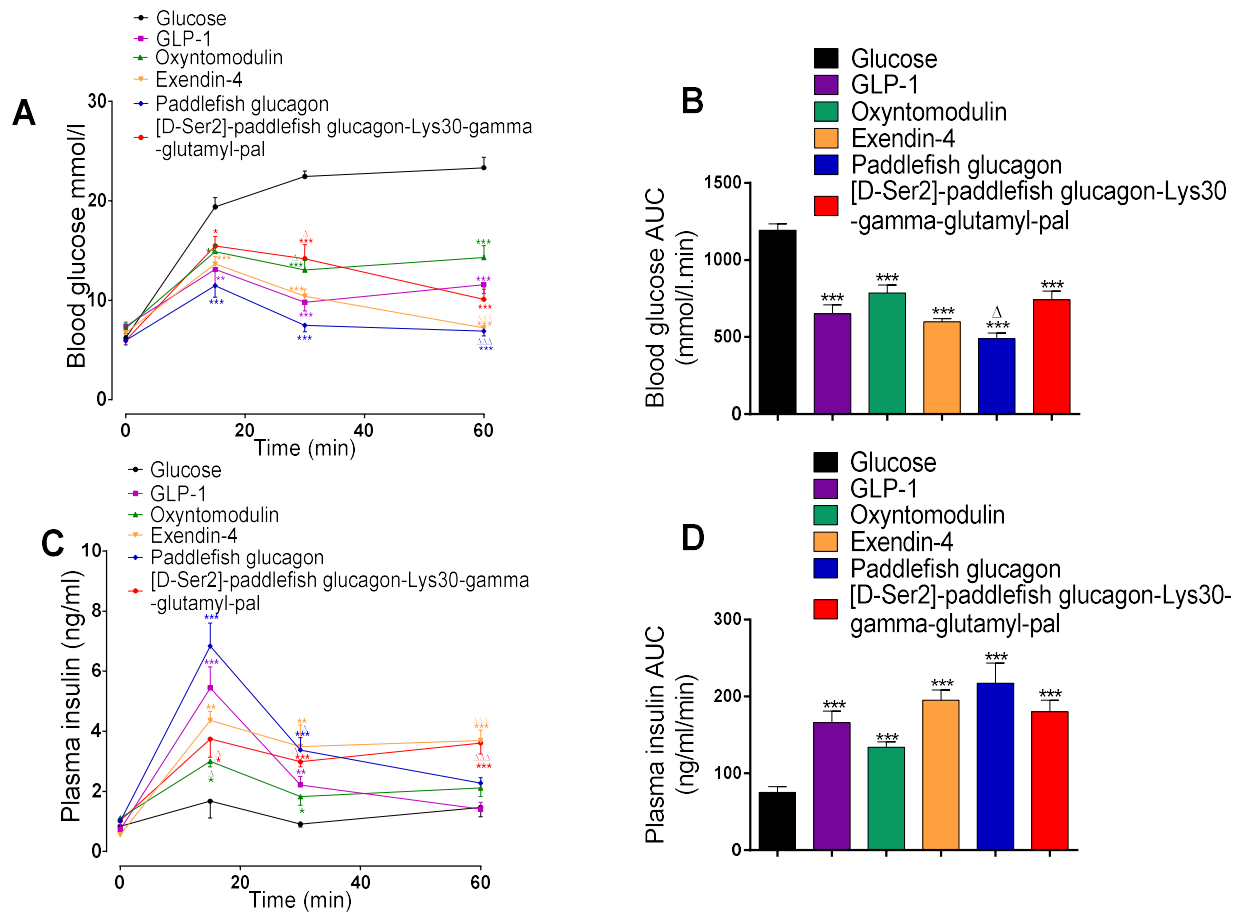 A
Glucose
GLP-1
Oxyntomodulin
Exendin-4
Paddlefish glucagon
[D-Ser2]-paddlefish glucagon-Lys30-gamma
-glutamyl-pal
Blood glucose mmol/l
30
20
10
0
0
20
40
60
Time (min)
*
Δ
***
***
***
***
***
**
***
***
***
***
***
***
ΔΔΔ
***
B
Glucose
GLP-1
Oxyntomodulin
Exendin-4
Paddlefish glucagon
[D-Ser2]-paddlefish glucagon-Lys30
-gamma-glutamyl-pal
Blood glucose AUC
(mmol/l.min)
1500
1000
500
0
***
***
***
Δ
***
***
C
Glucose
GLP-1
Oxyntomodulin
Exendin-4
Paddlefish glucagon
[D-Ser2]-paddlefish glucagon-Lys30-gamma
-glutamyl-pal
Plasma insulin (ng/ml)
10
8
6
4
2
0
0
20
40
60
Time (min)
***
***
**
Δ
*
Δ
*
**
***
***
**
*
ΔΔΔ
***
ΔΔΔ
***
D
Glucose
GLP-1
Oxyntomodulin
Exendin-4
Paddlefish glucagon
[D-Ser2]-paddlefish glucagon-Lys30-
gamma-glutamyl-pal
Plasma insulin AUC
(ng/ml/min)
300
200
100
0
***
***
***
***
***